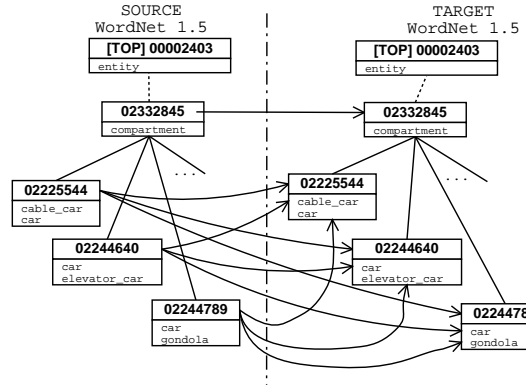 SOURCE
WordNet 1.5
[TOP] 00002403
entity
02332845
compartment
...
02225544
cable_car
car
02244640
car
elevator_car
02244789
car
gondola
TARGET
WordNet 1.5
[TOP] 00002403
entity
02332845
compartment
...
02225544
cable_car
car
02244640
car
elevator_car
0224478
car
gondola